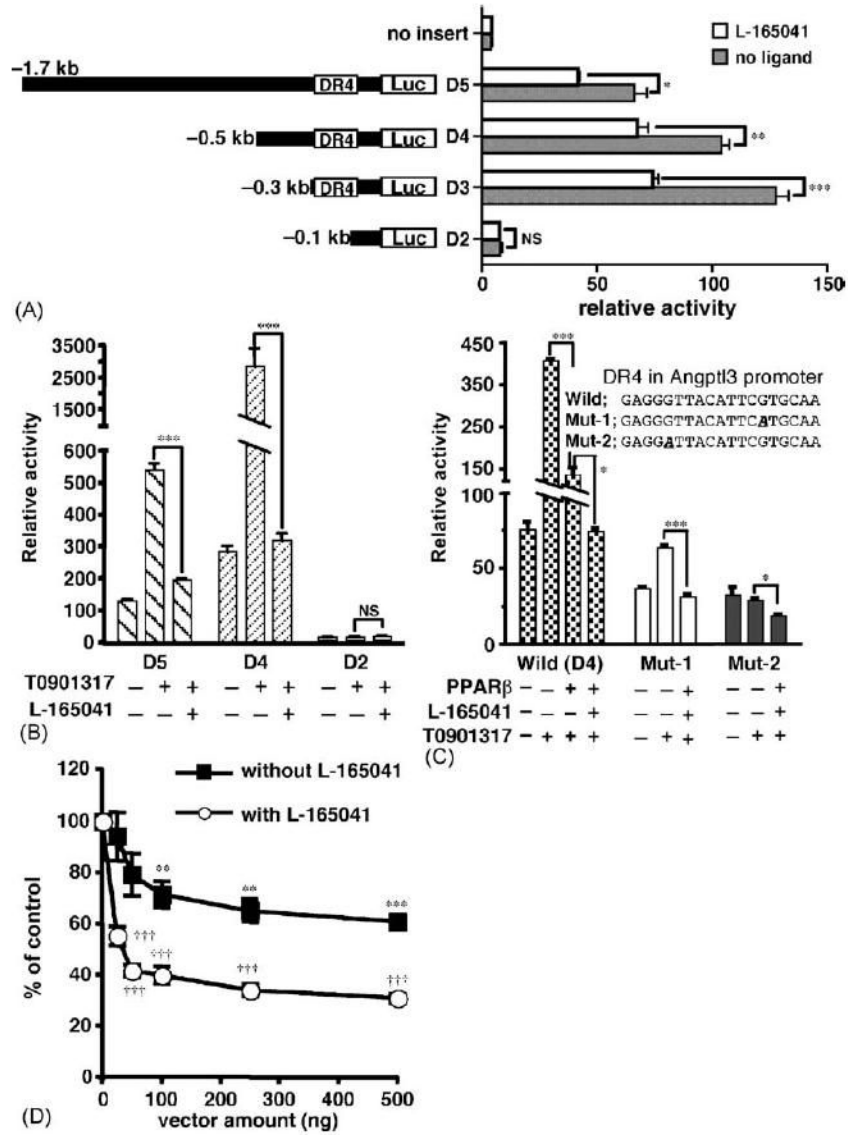 no insert
L-165041
no ligand
−1.7 kb
DR4
Luc
D5
*
−0.5 kb
DR4
Luc
D4
**
−0.3 kb
DR4
Luc
D3
***
−0.1 kb
Luc
D2
NS
0 50 100 150
relative activity
(A)
Relative activity
3500
2500
1500
600
500
400
300
200
100
0
***
***
NS
D5 D4 D2
T0901317 − + + − + + − + +
L-165041 − − + − − + − − +
(B)
Relative activity
450
350
250
150
100
50
0
***
*
***
*
DR4 in Angptl3 promoter
Wild; GAGGGTTACATTCGTGCAA
Mut-1; GAGGGTTACATTCATGCAA
Mut-2; GAGGATTACATTCGTGCAA
Wild (D4) Mut-1 Mut-2
PPARβ − − + + − − + − − +
L-165041 − − − + − − + − − +
T0901317 − + + + − + + − + +
(C)
% of control
120
100
80
60
40
20
0
without L-165041
with L-165041
** ** ***
††† ††† ††† ††† †††
0 100 200 300 400 500
vector amount (ng)
(D)